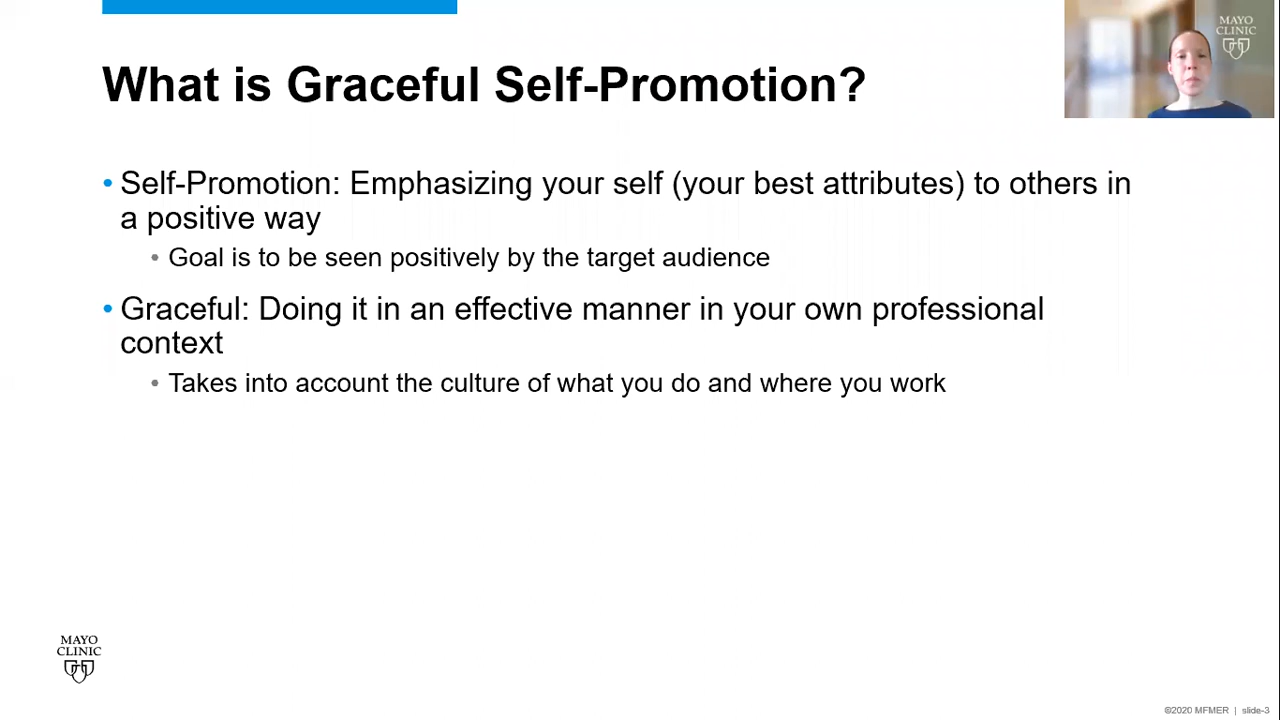 MAYO
CLINIC
What is Graceful Self-Promotion?
• Self-Promotion: Emphasizing your self (your best attributes) to others in
a positive way
• Goal is to be seen positively by the target audience
• Graceful: Doing it in an effective manner in your own professional
context
• Takes into account the culture of what you do and where you work
MAYO
CLINIC
©2020 MFMER | slide-3